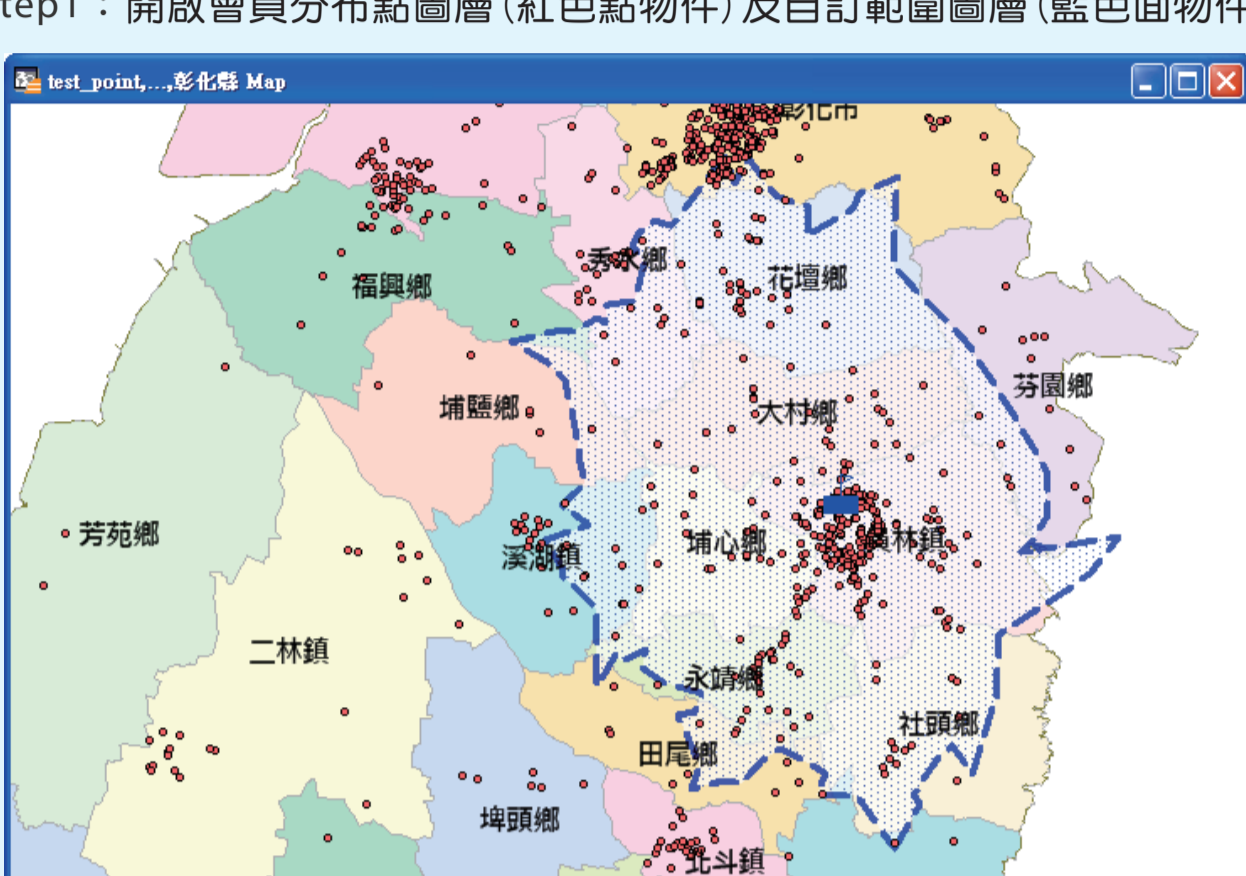 tep1：開啟會員分布點圖層(紅色點物件)及自訂範圍圖層(藍色面物件
test_point,...,彰化縣 Map
彰化市
秀水鄉
花壇鄉
福興鄉
芬園鄉
埔鹽鄉
大村鄉
芳苑鄉
埔心鄉
員林鎮
溪湖鎮
二林鎮
永靖鄉
社頭鄉
田尾鄉
埤頭鄉
北斗鎮